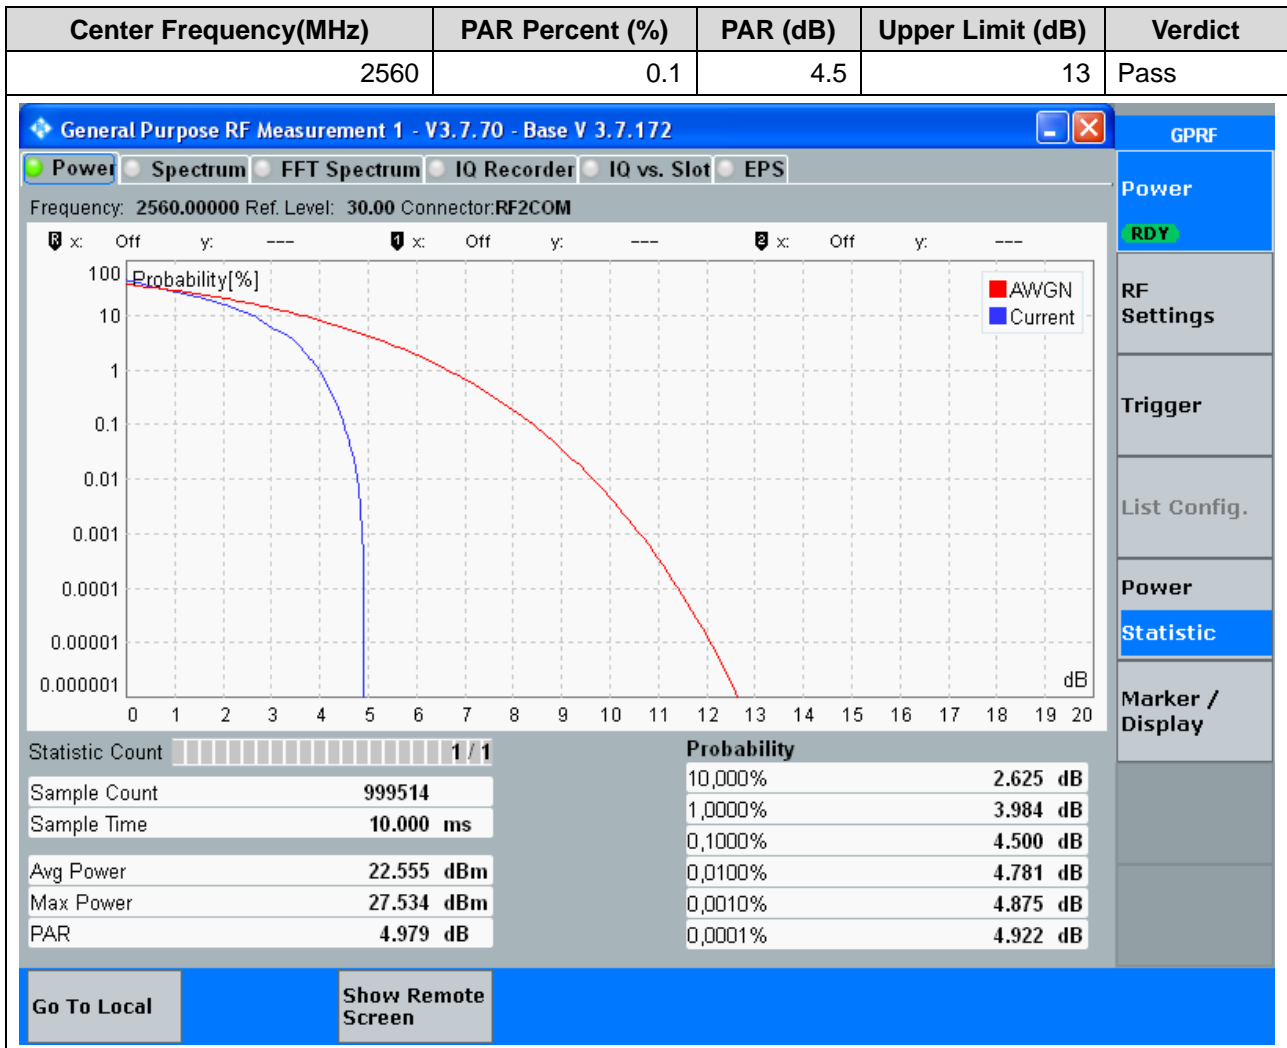 Center Frequency(MHz) PAR Percent (%) PAR (dB) Upper Limit (dB) Verdict
2560 0.1 4.5 13 Pass
General Purpose RF Measurement 1 - V3.7.70 - Base V 3.7.172
GPRF
Power Spectrum FFT Spectrum IQ Recorder IQ vs. Slot EPS
Power
RDY
Frequency: 2560.00000 Ref. Level: 30.00 Connector:RF2COM
R x: Off y: --- 1 x: Off y: --- 2 x: Off y: ---
Probability[%]
AWGN
Current
100
10
1
0.1
0.01
0.001
0.0001
0.00001
0.000001
dB
0 1 2 3 4 5 6 7 8 9 10 11 12 13 14 15 16 17 18 19 20
RF
Settings
Trigger
List Config.
Power
Statistic
Marker /
Display
Statistic Count 1 / 1
Sample Count 999514
Sample Time 10.000 ms
Avg Power 22.555 dBm
Max Power 27.534 dBm
PAR 4.979 dB
Probability
10,000% 2.625 dB
1,0000% 3.984 dB
0,1000% 4.500 dB
0,0100% 4.781 dB
0,0010% 4.875 dB
0,0001% 4.922 dB
Go To Local
Show Remote
Screen